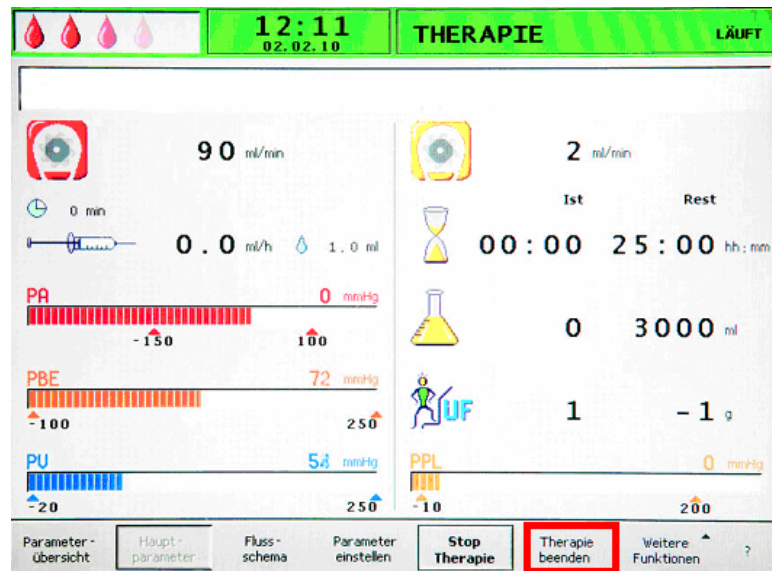 12:11
02.02.10
THERAPIE
LÄUFT
90 ml/min
2 ml/min
0 min
Ist Rest
0.0 ml/h 1.0 ml
00:00 25:00 hh:mm
PA 0 mmHg
-150 100
0 3000 ml
PBE 72 mmHg
-100 250
UF 1 -1 g
PV 54 mmHg
-20 250
PPL 0 mmHg
-10 200
Parameter-
übersicht
Haupt-
parameter
Fluss-
schema
Parameter
einstellen
Stop
Therapie
Therapie
beenden
Weitere
Funktionen
?